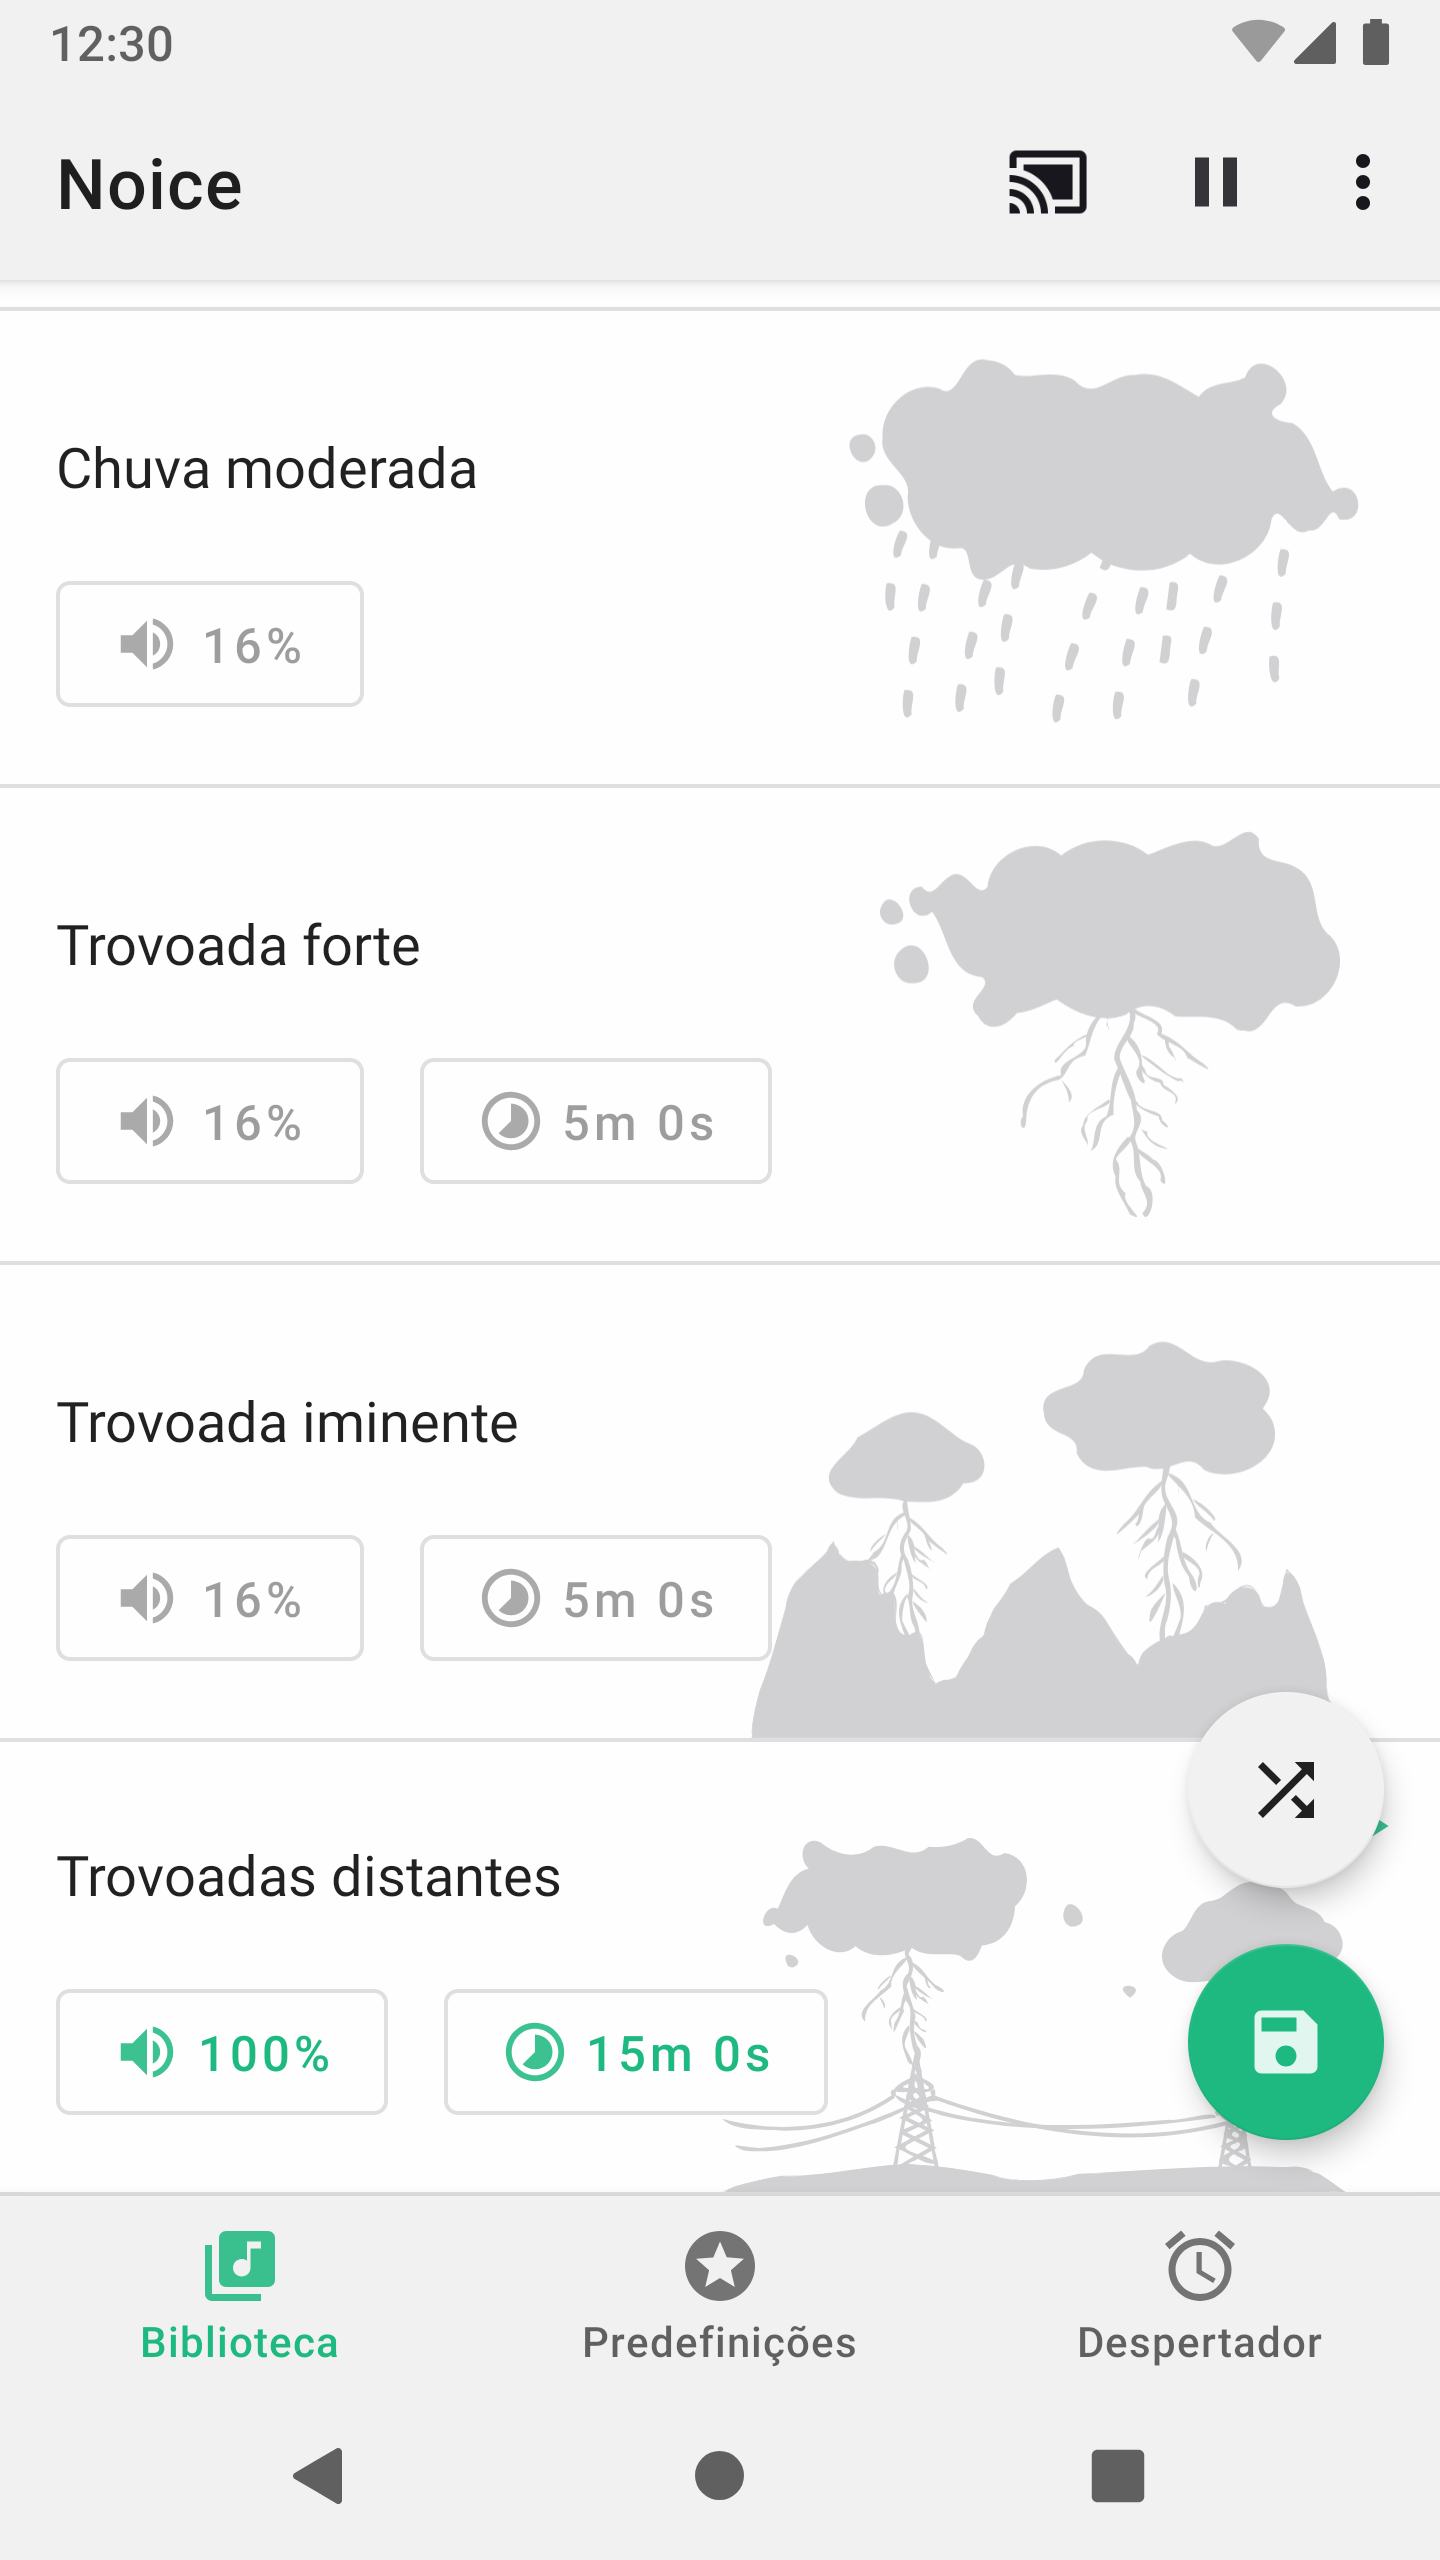 12:30
Noice
Chuva moderada
16%
Trovoada forte
16% 5m 0s
Trovoada iminente
16% 5m 0s
Trovoadas distantes
100% 15m 0s
Biblioteca Predefinições Despertador